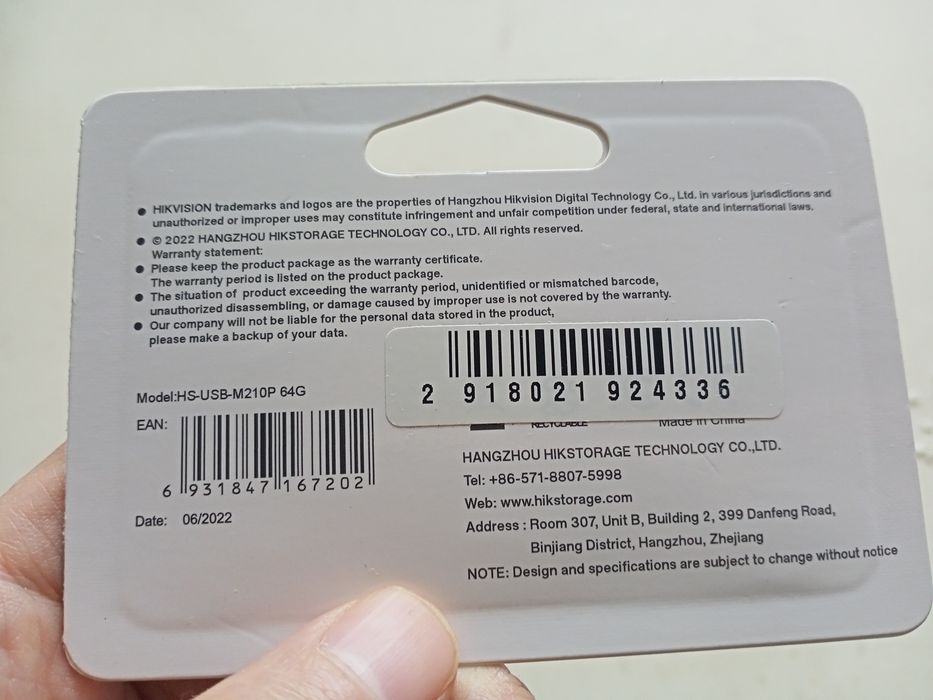 ● HIKVISION trademarks and logos are the properties of Hangzhou Hikvision Digital Technology Co., Ltd. in various jurisdictions and
unauthorized or improper uses may constitute infringement and unfair competition under federal, state and international laws.
● © 2022 HANGZHOU HIKSTORAGE TECHNOLOGY CO., LTD. All rights reserved.
Warranty statement:
● Please keep the product package as the warranty certificate.
The warranty period is listed on the product package.
● The situation of product exceeding the warranty period, unidentified or mismatched barcode,
unauthorized disassembling, or damage caused by improper use is not covered by the warranty.
● Our company will not be liable for the personal data stored in the product,
please make a backup of your data.
2 918021 924336
Model:HS-USB-M210P 64G
EAN:
6 931847 167202
Date: 06/2022
RECYCLABLE
Made in China
HANGZHOU HIKSTORAGE TECHNOLOGY CO.,LTD.
Tel: +86-571-8807-5998
Web: www.hikstorage.com
Address : Room 307, Unit B, Building 2, 399 Danfeng Road,
Binjiang District, Hangzhou, Zhejiang
NOTE: Design and specifications are subject to change without notice